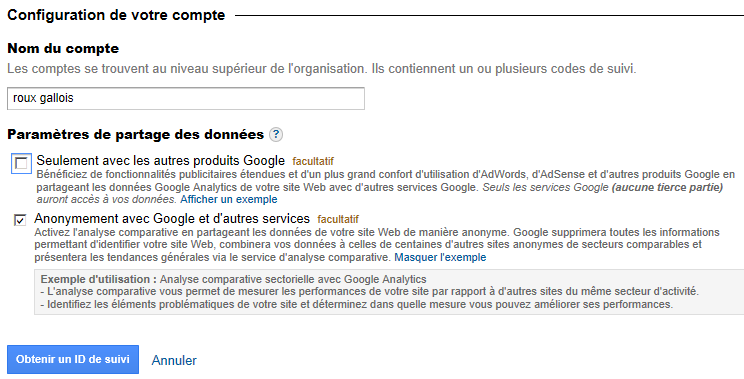 Configuration de votre compte
Nom du compte
Les comptes se trouvent au niveau supérieur de l'organisation. Ils contiennent un ou plusieurs codes de suivi.
roux gallois
Paramètres de partage des données ?
Seulement avec les autres produits Google facultatif
Bénéficiez de fonctionnalités publicitaires étendues et d'un plus grand confort d'utilisation d'AdWords, d'AdSense et d'autres produits Google en
partageant les données Google Analytics de votre site Web avec d'autres services Google. Seuls les services Google (aucune tierce partie)
auront accès à vos données. Afficher un exemple
Anonymement avec Google et d'autres services facultatif
Activez l'analyse comparative en partageant les données de votre site Web de manière anonyme. Google supprimera toutes les informations
permettant d'identifier votre site Web, combinera vos données à celles de centaines d'autres sites anonymes de secteurs comparables et
présentera les tendances générales via le service d'analyse comparative. Masquer l'exemple
Exemple d'utilisation : Analyse comparative sectorielle avec Google Analytics
- L'analyse comparative vous permet de mesurer les performances de votre site par rapport à d'autres sites du même secteur d'activité.
- Identifiez les éléments problématiques de votre site et déterminez dans quelle mesure vous pouvez améliorer ses performances.
Obtenir un ID de suivi Annuler